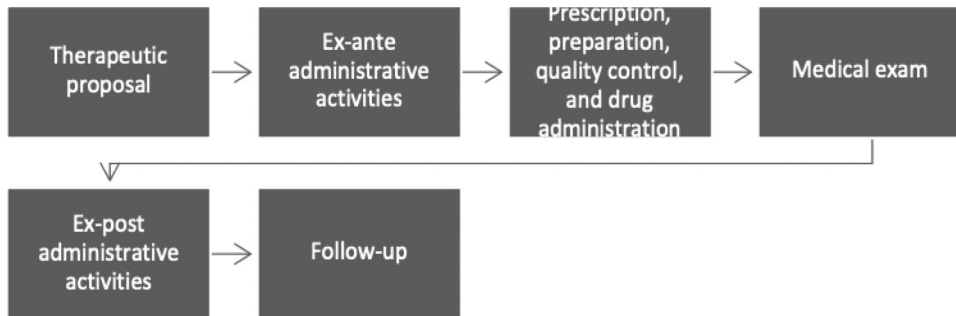 Therapeutic
proposal
Ex-ante
administrative
activities
Prescription,
preparation,
quality control,
and drug
administration
Medical exam
Ex-post
administrative
activities
Follow-up